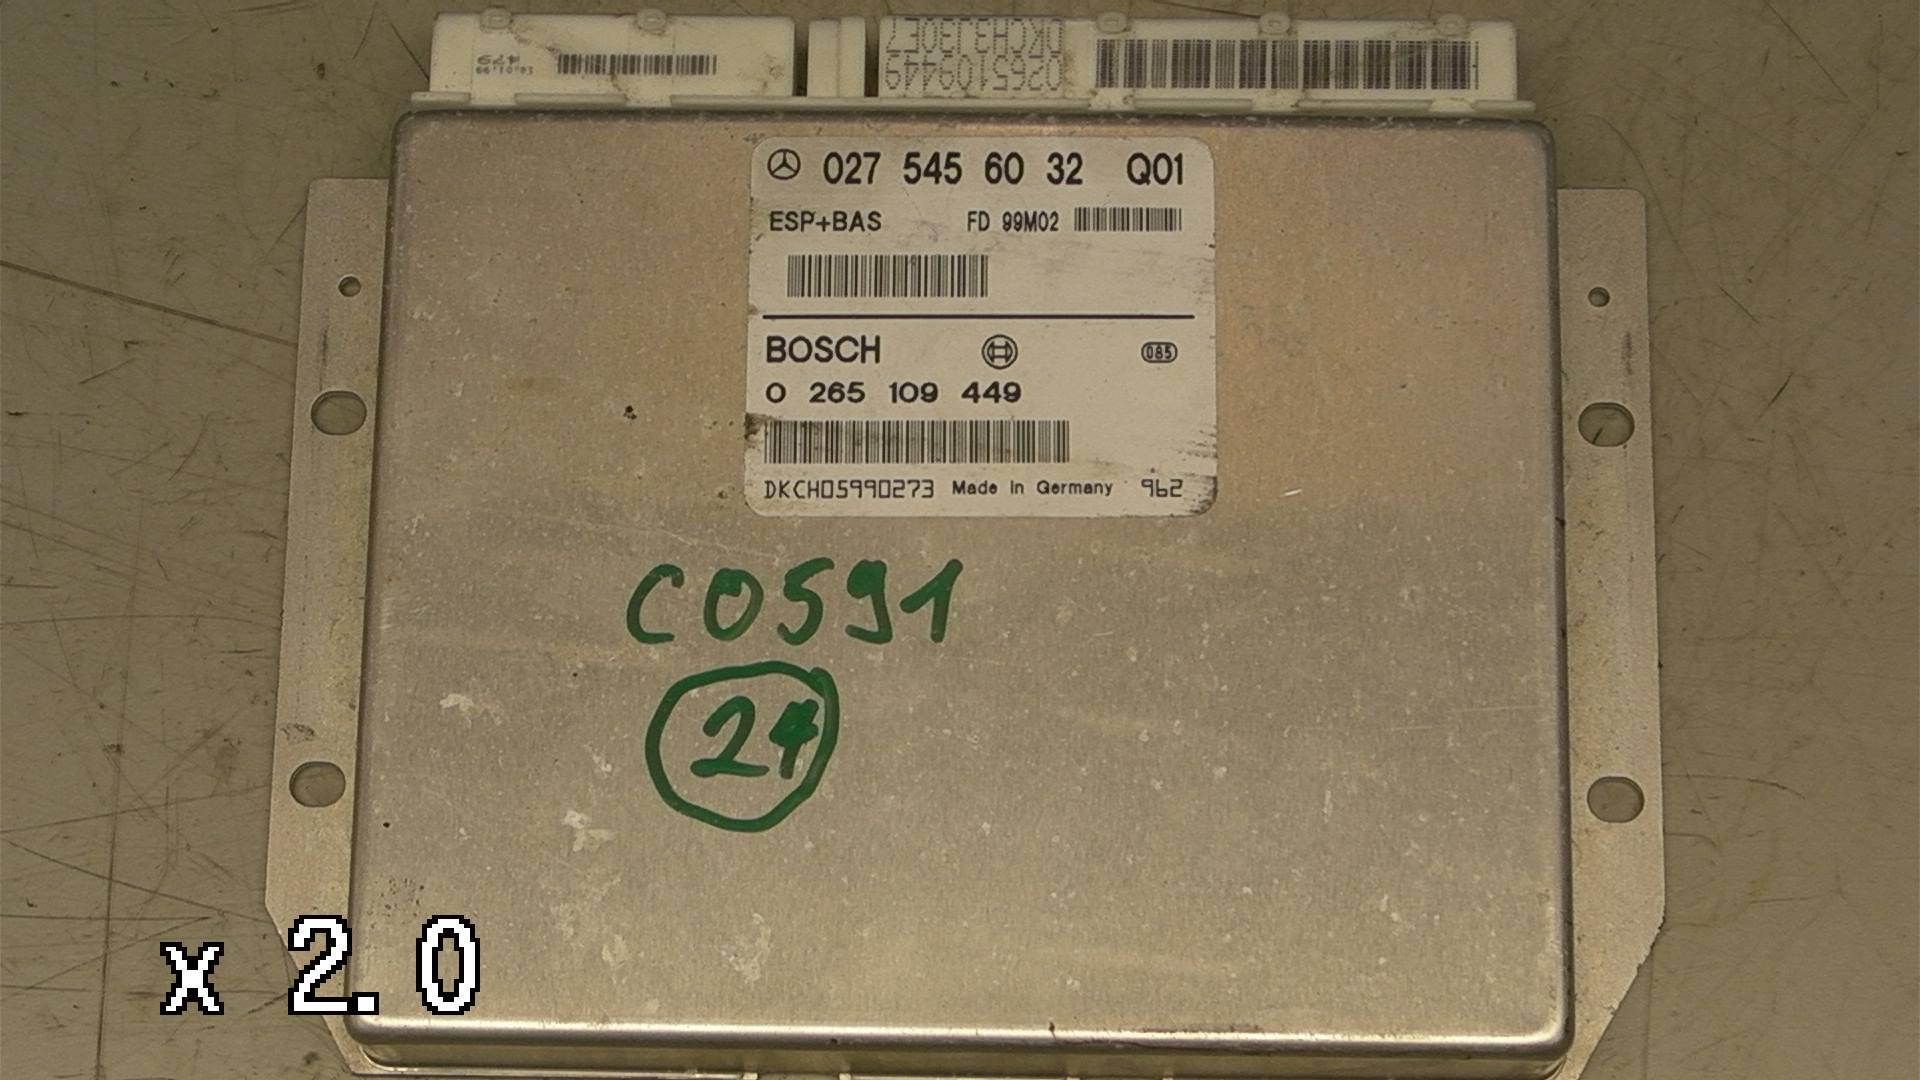 0265109449
DKCH3J30E7
027 545 60 32 Q01
ESP+BAS FD 99M02
BOSCH 085
0 265 109 449
DKCH05990273 Made in Germany 962
C0591
24
x 2.0